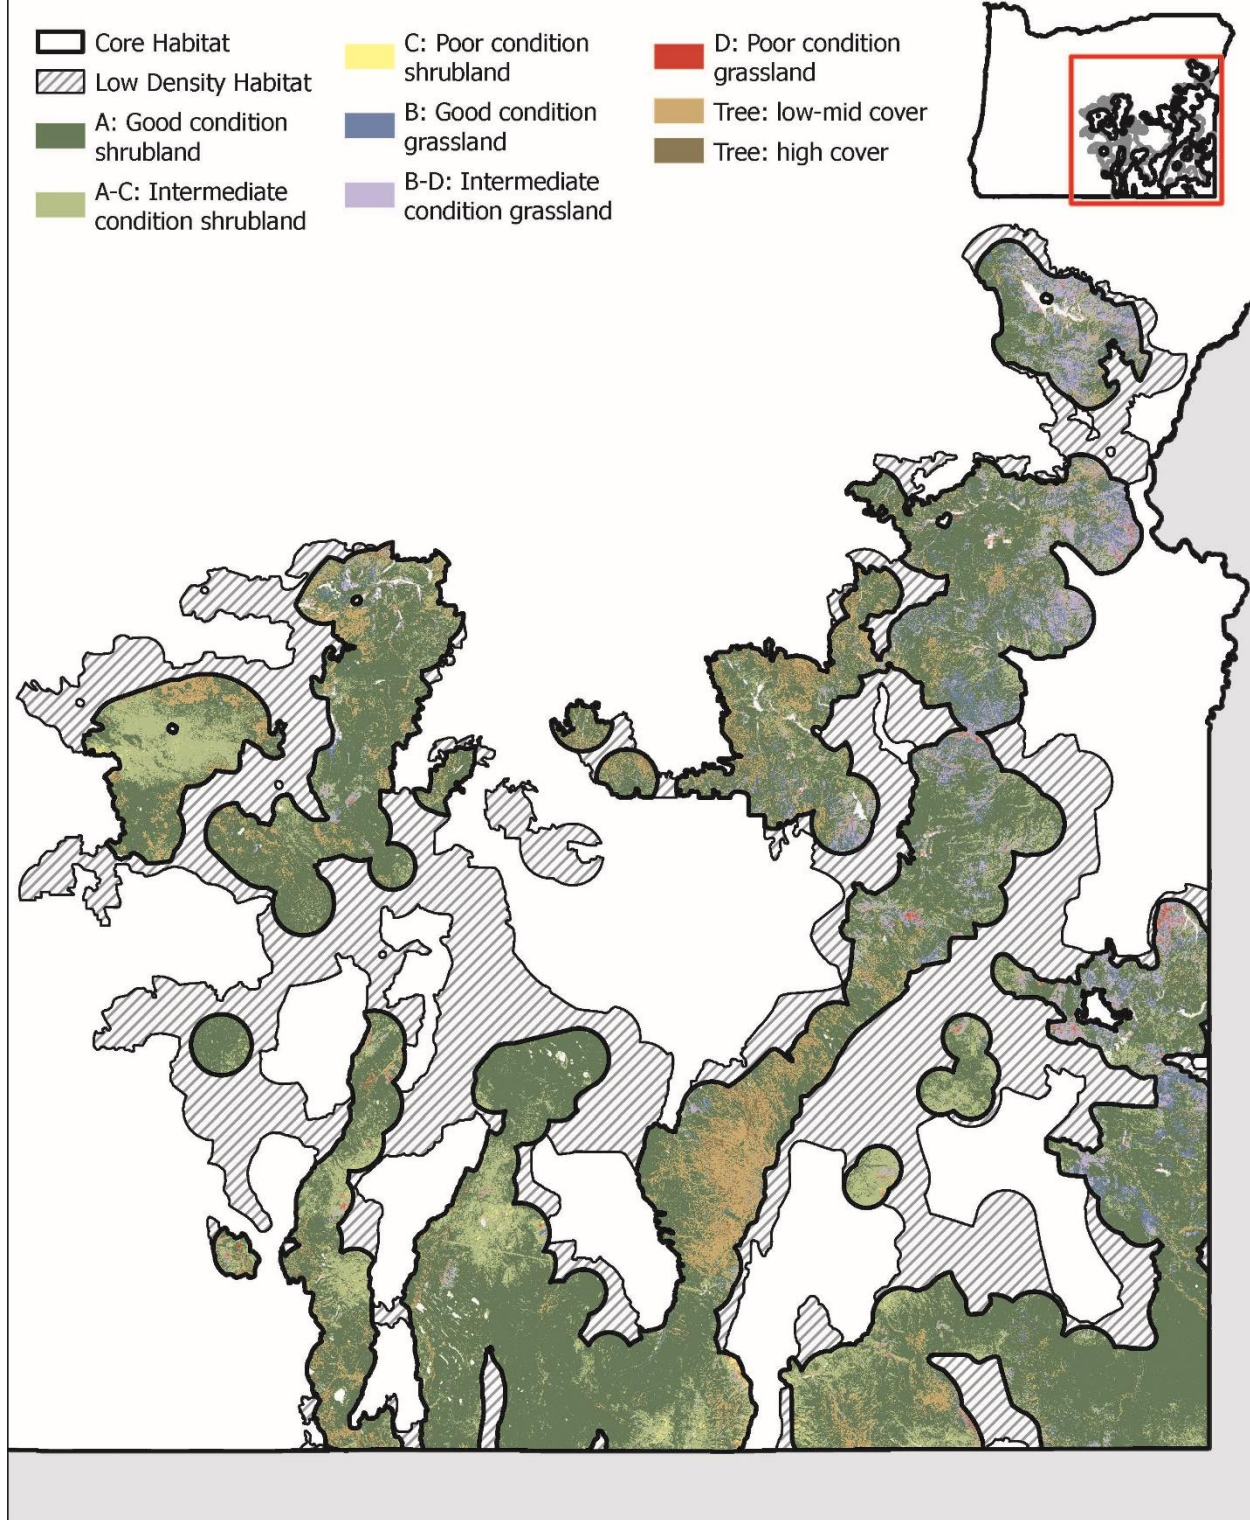 Core Habitat
Low Density Habitat
A: Good condition
shrubland
A-C: Intermediate
condition shrubland
C: Poor condition
shrubland
B: Good condition
grassland
B-D: Intermediate
condition grassland
D: Poor condition
grassland
Tree: low-mid cover
Tree: high cover